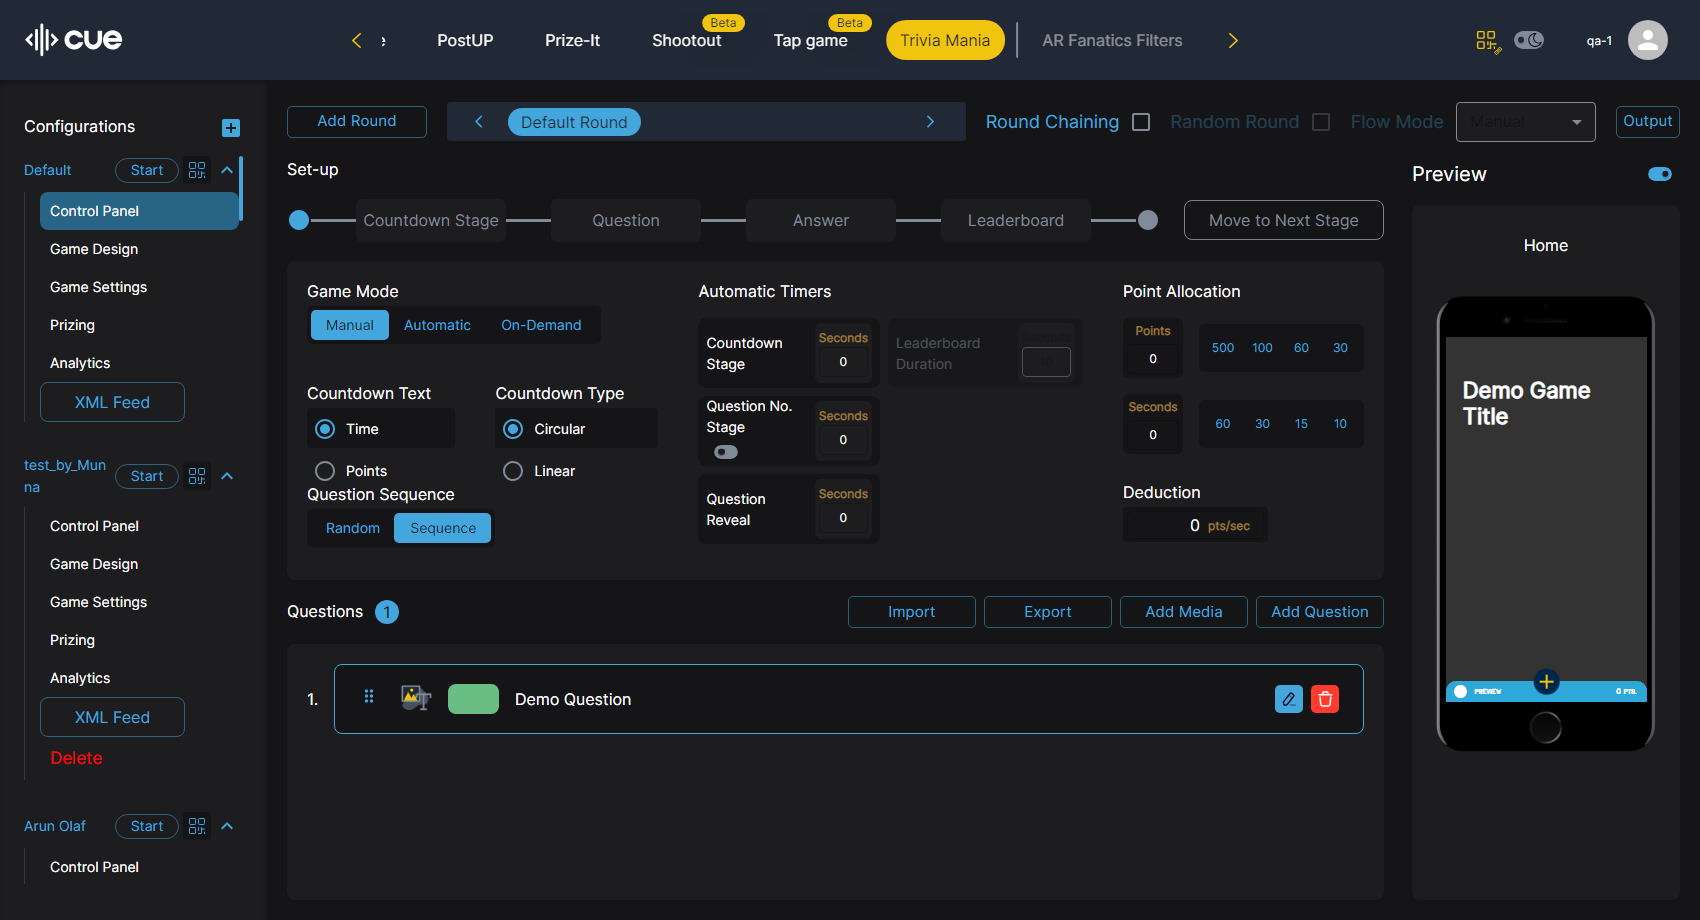 cue
e
PostUP
Prize-It
Beta
Shootout
Beta
Tap game
Trivia Mania
AR Fanatics Filters
qa-1
Configurations
Default
Start
Control Panel
Game Design
Game Settings
Prizing
Analytics
XML Feed
test_by_Mun
na
Start
Control Panel
Game Design
Game Settings
Prizing
Analytics
XML Feed
Delete
Arun Olaf
Start
Control Panel
Add Round
Default Round
Round Chaining
Random Round
Flow Mode
Manual
Output
Set-up
Countdown Stage
Question
Answer
Leaderboard
Move to Next Stage
Game Mode
Manual
Automatic
On-Demand
Countdown Text
Time
Points
Countdown Type
Circular
Linear
Question Sequence
Random
Sequence
Automatic Timers
Countdown
Stage
Seconds
0
Leaderboard
Duration
Question No.
Stage
Seconds
0
Question
Reveal
Seconds
0
Point Allocation
Points
0
500 100 60 30
Seconds
0
60 30 15 10
Deduction
0 pts/sec
Questions 1
Import
Export
Add Media
Add Question
1.
Demo Question
Preview
Home
Demo Game
Title
PREVIEW
0 PTS.